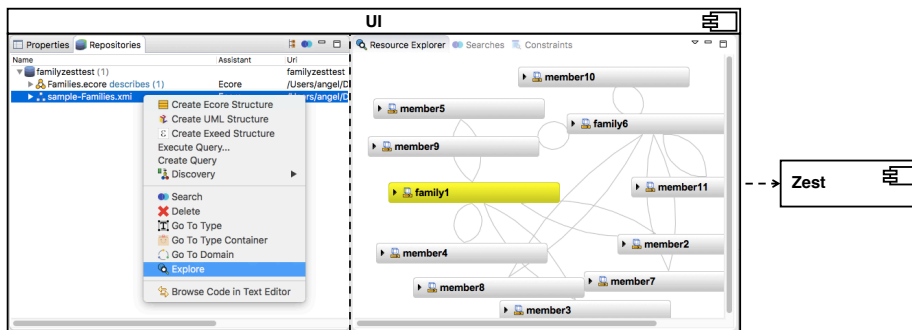 UI
Properties Repositories
Name Assistant Url
familyzesttest (1) familyzesttest
Families.ecore describes (1) Ecore /Users/angel/D
sample-Families.xmi
Create Ecore Structure
Create UML Structure
Create Exeed Structure
Execute Query...
Create Query
Discovery
Search
Delete
Go To Type
Go To Type Container
Go To Domain
Explore
Browse Code in Text Editor
Resource Explorer Searches Constraints
member10
member5
family6
member9
member11
family1
member2
member4
member7
member8
member3
Zest